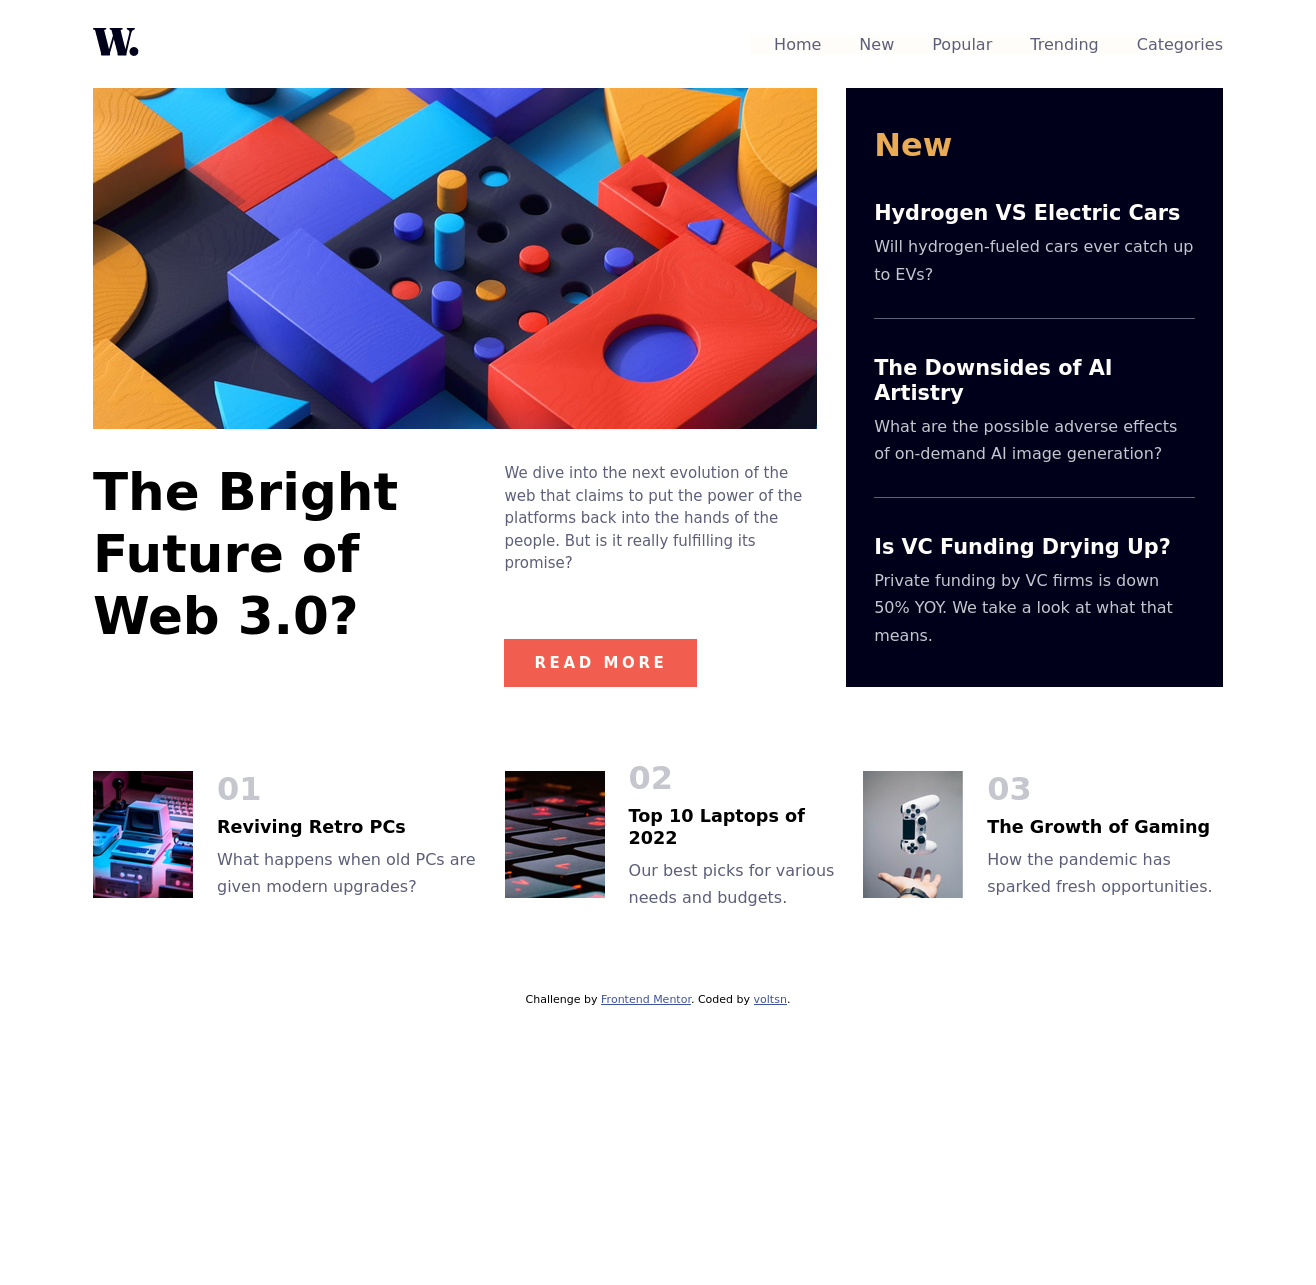 W.
Home
New
Popular
Trending
Categories
New
Hydrogen VS Electric Cars
Will hydrogen-fueled cars ever catch up
to EVs?
The Downsides of AI
Artistry
What are the possible adverse effects
of on-demand AI image generation?
Is VC Funding Drying Up?
Private funding by VC firms is down
50% YOY. We take a look at what that
means.
The Bright
Future of
Web 3.0?
We dive into the next evolution of the
web that claims to put the power of the
platforms back into the hands of the
people. But is it really fulfilling its
promise?
READ MORE
01
Reviving Retro PCs
What happens when old PCs are
given modern upgrades?
02
Top 10 Laptops of
2022
Our best picks for various
needs and budgets.
03
The Growth of Gaming
How the pandemic has
sparked fresh opportunities.
Challenge by Frontend Mentor. Coded by voltsn.